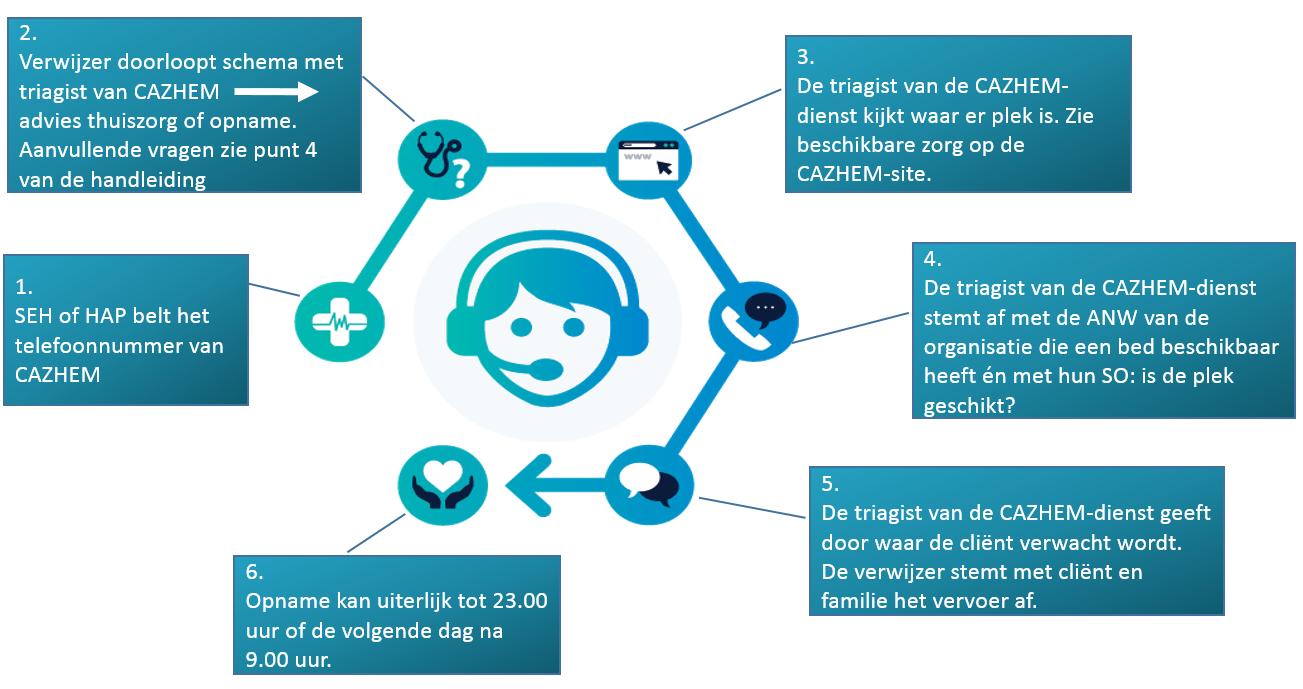 1.
SEH of HAP belt het
telefoonnummer van
CAZHEM
2.
Verwijzer doorloopt schema met
triagist van CAZHEM
advies thuiszorg of opname.
Aanvullende vragen zie punt 4
van de handleiding
3.
De triagist van de CAZHEM-
dienst kijkt waar er plek is. Zie
beschikbare zorg op de
CAZHEM-site.
www
4.
De triagist van de CAZHEM-dienst
stemt af met de ANW van de
organisatie die een bed beschikbaar
heeft én met hun SO: is de plek
geschikt?
5.
De triagist van de CAZHEM-dienst geeft
door waar de cliënt verwacht wordt.
De verwijzer stemt met cliënt en
familie het vervoer af.
6.
Opname kan uiterlijk tot 23.00
uur of de volgende dag na
9.00 uur.
?